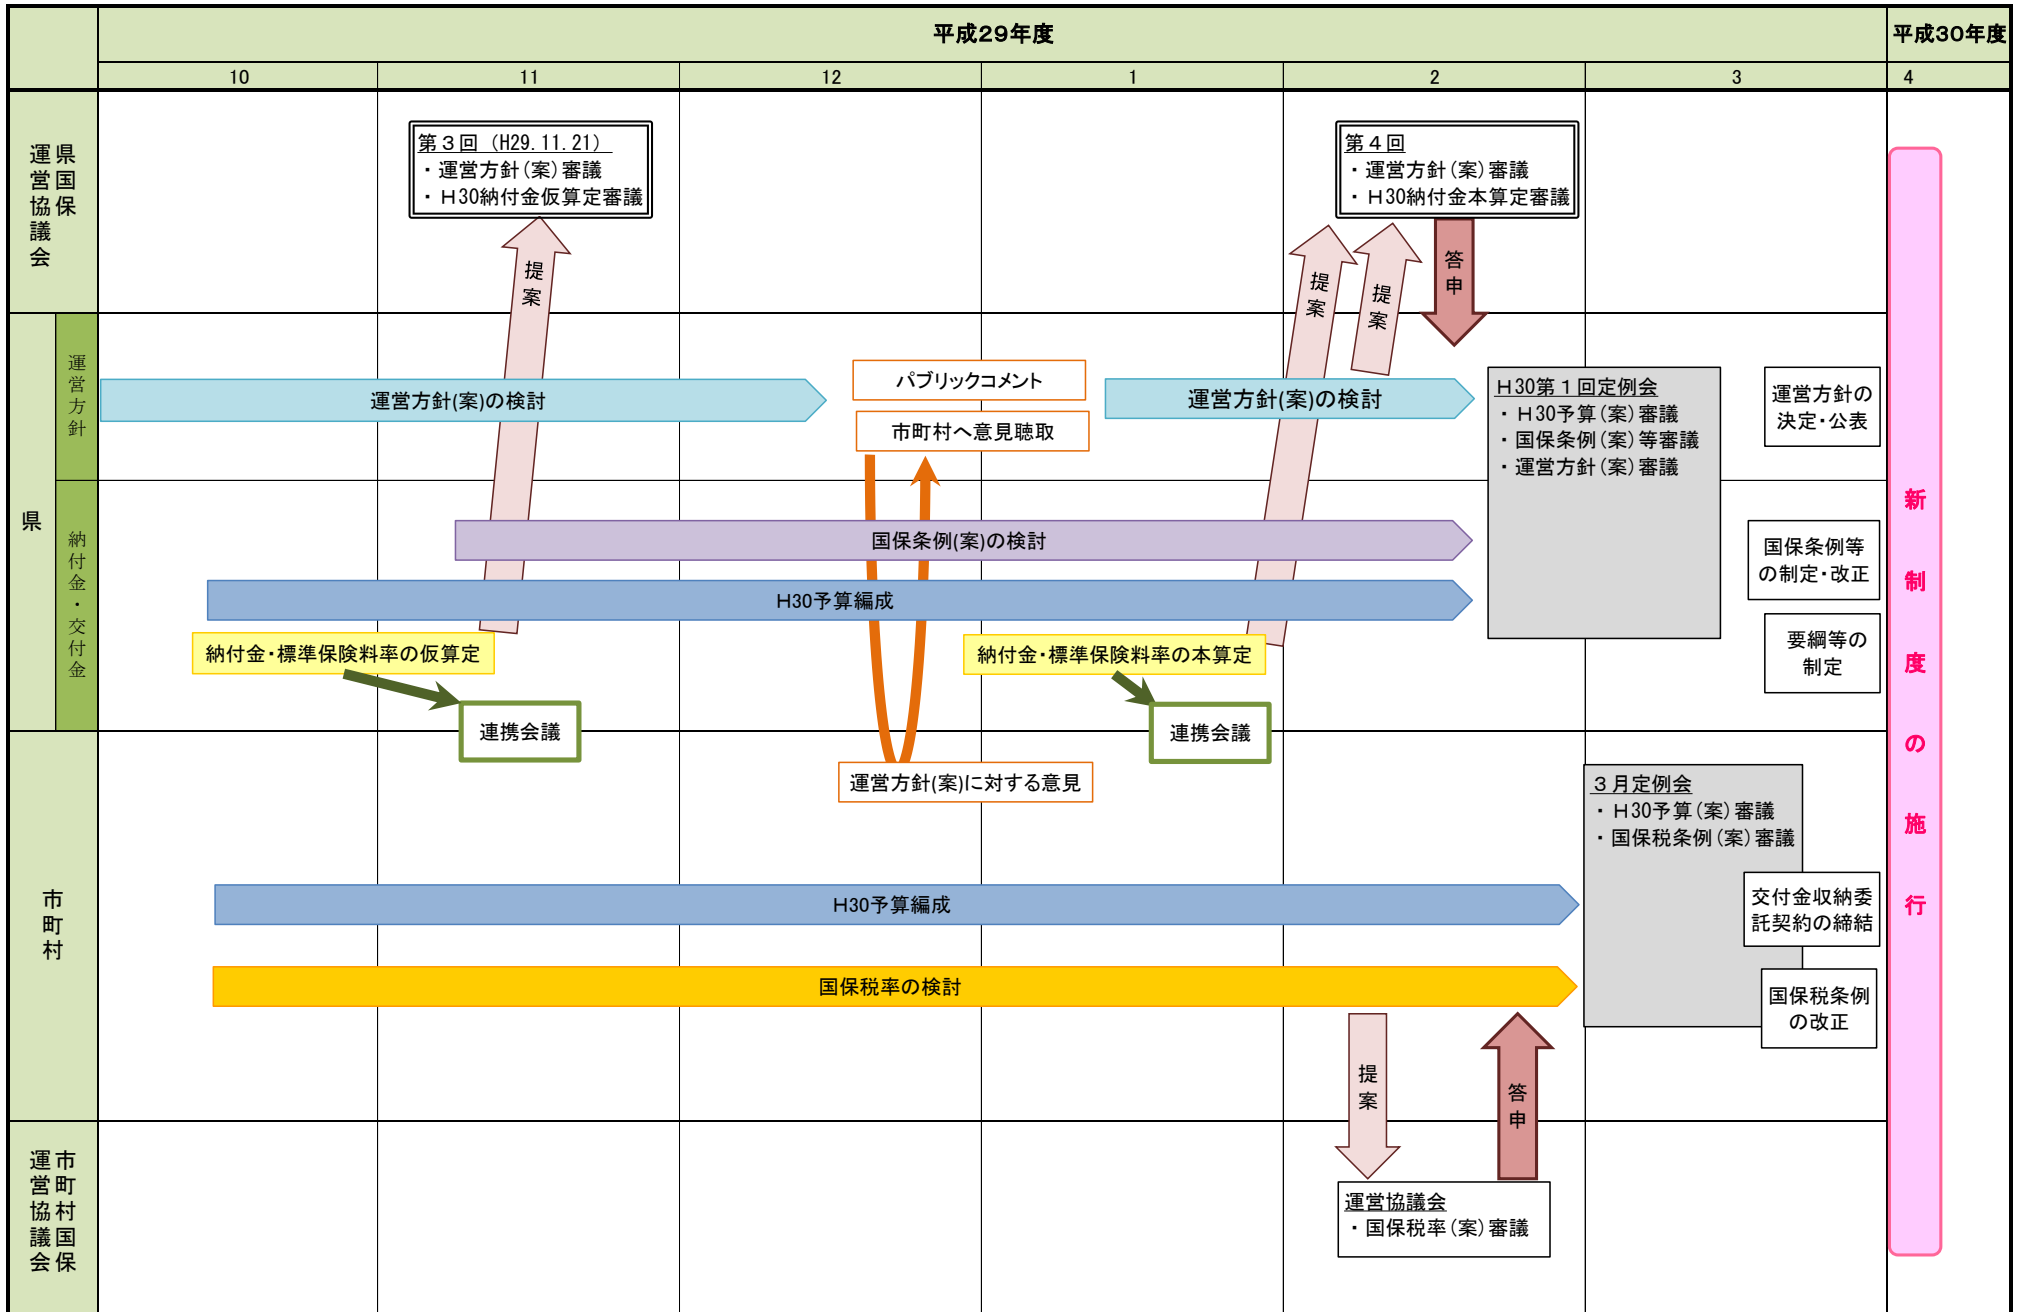 平成29年度
平成30年度
10
11
12
1
2
3
4
県国保
運営協議会
第３回（H29.11.21）
・運営方針(案)審議
・Ｈ30納付金仮算定審議
第４回
・運営方針(案)審議
・Ｈ30納付金本算定審議
提案
提案
提案
答申
県
運営方針
運営方針(案)の検討
パブリックコメント
市町村へ意見聴取
運営方針(案)の検討
Ｈ30第１回定例会
・Ｈ30予算(案)審議
・国保条例(案)等審議
・運営方針(案)審議
運営方針の
決定・公表
納付金・交付金
国保条例(案)の検討
H30予算編成
納付金・標準保険料率の仮算定
納付金・標準保険料率の本算定
国保条例等
の制定・改正
要綱等の
制定
連携会議
連携会議
市町村
運営方針(案)に対する意見
３月定例会
・Ｈ30予算(案)審議
・国保税条例(案)審議
H30予算編成
交付金収納委
託契約の締結
国保税率の検討
国保税条例
の改正
提案
答申
市町村国保
運営協議会
運営協議会
・国保税率(案)審議
新制度の施行